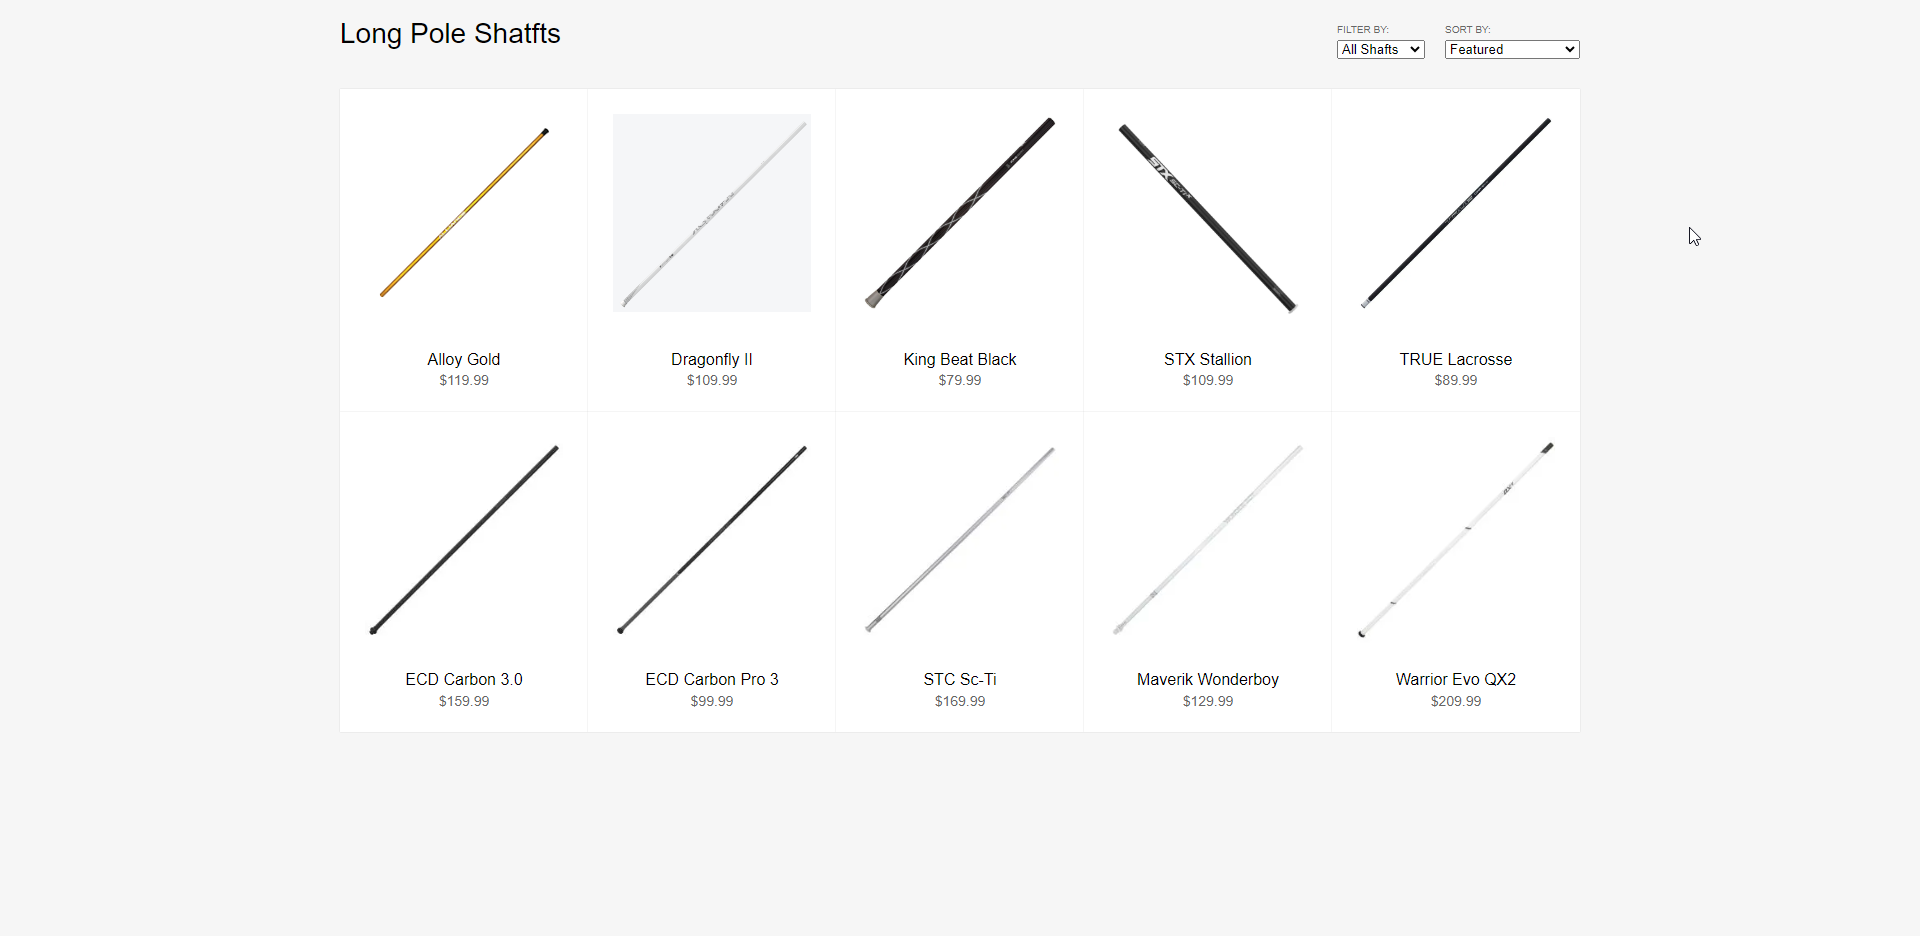 Long Pole Shatfts
FILTER BY:
All Shafts
SORT BY:
Featured
STX
Alloy Gold
$119.99
Dragonfly II
$109.99
King Beat Black
$79.99
STX Stallion
$109.99
TRUE Lacrosse
$89.99
QX2
ECD Carbon 3.0
$159.99
ECD Carbon Pro 3
$99.99
STC Sc-Ti
$169.99
Maverik Wonderboy
$129.99
Warrior Evo QX2
$209.99